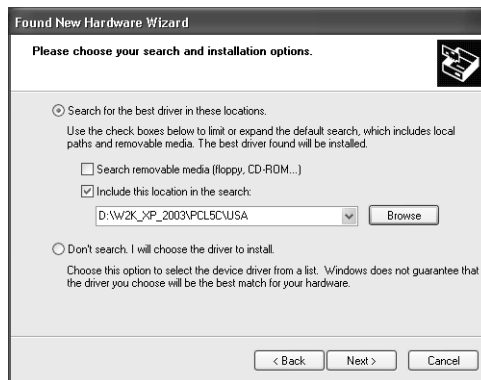 Found New Hardware Wizard
Please choose your search and installation options.
Search for the best driver in these locations.
Use the check boxes below to limit or expand the default search, which includes local
paths and removable media. The best driver found will be installed.
Search removable media (floppy, CD-ROM...)
Include this location in the search:
D:\W2K_XP_2003\PCL5C\USA
Browse
Don't search. I will choose the driver to install.
Choose this option to select the device driver from a list. Windows does not guarantee that
the driver you choose will be the best match for your hardware.
< Back Next > Cancel